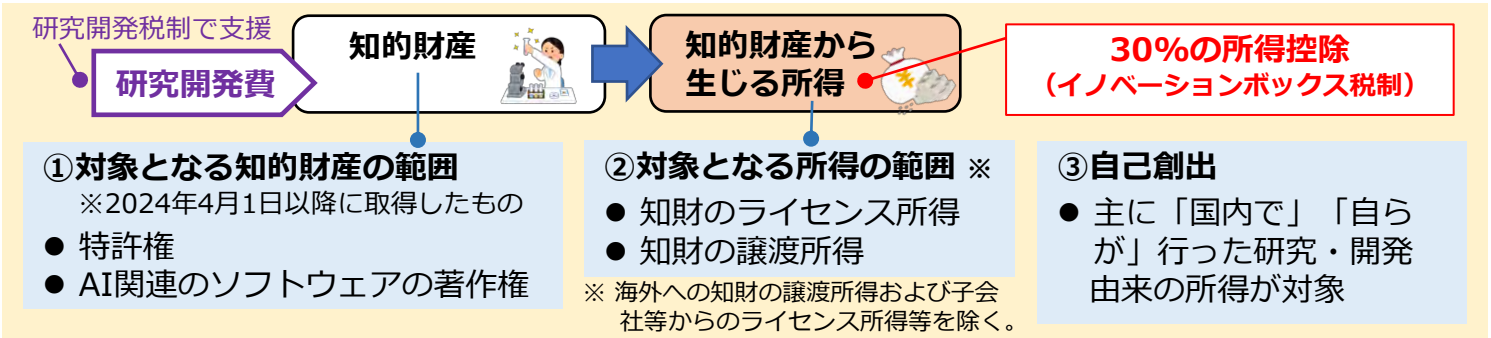 研究開発税制で支援
研究開発費
知的財産
知的財産から
生じる所得
30%の所得控除
（イノベーションボックス税制）
①対象となる知的財産の範囲
※2024年4月1日以降に取得したもの
● 特許権
● AI関連のソフトウェアの著作権
②対象となる所得の範囲 ※
● 知財のライセンス所得
● 知財の譲渡所得
※ 海外への知財の譲渡所得および子会
社等からのライセンス所得等を除く。
③自己創出
● 主に「国内で」「自ら
が」行った研究・開発
由来の所得が対象